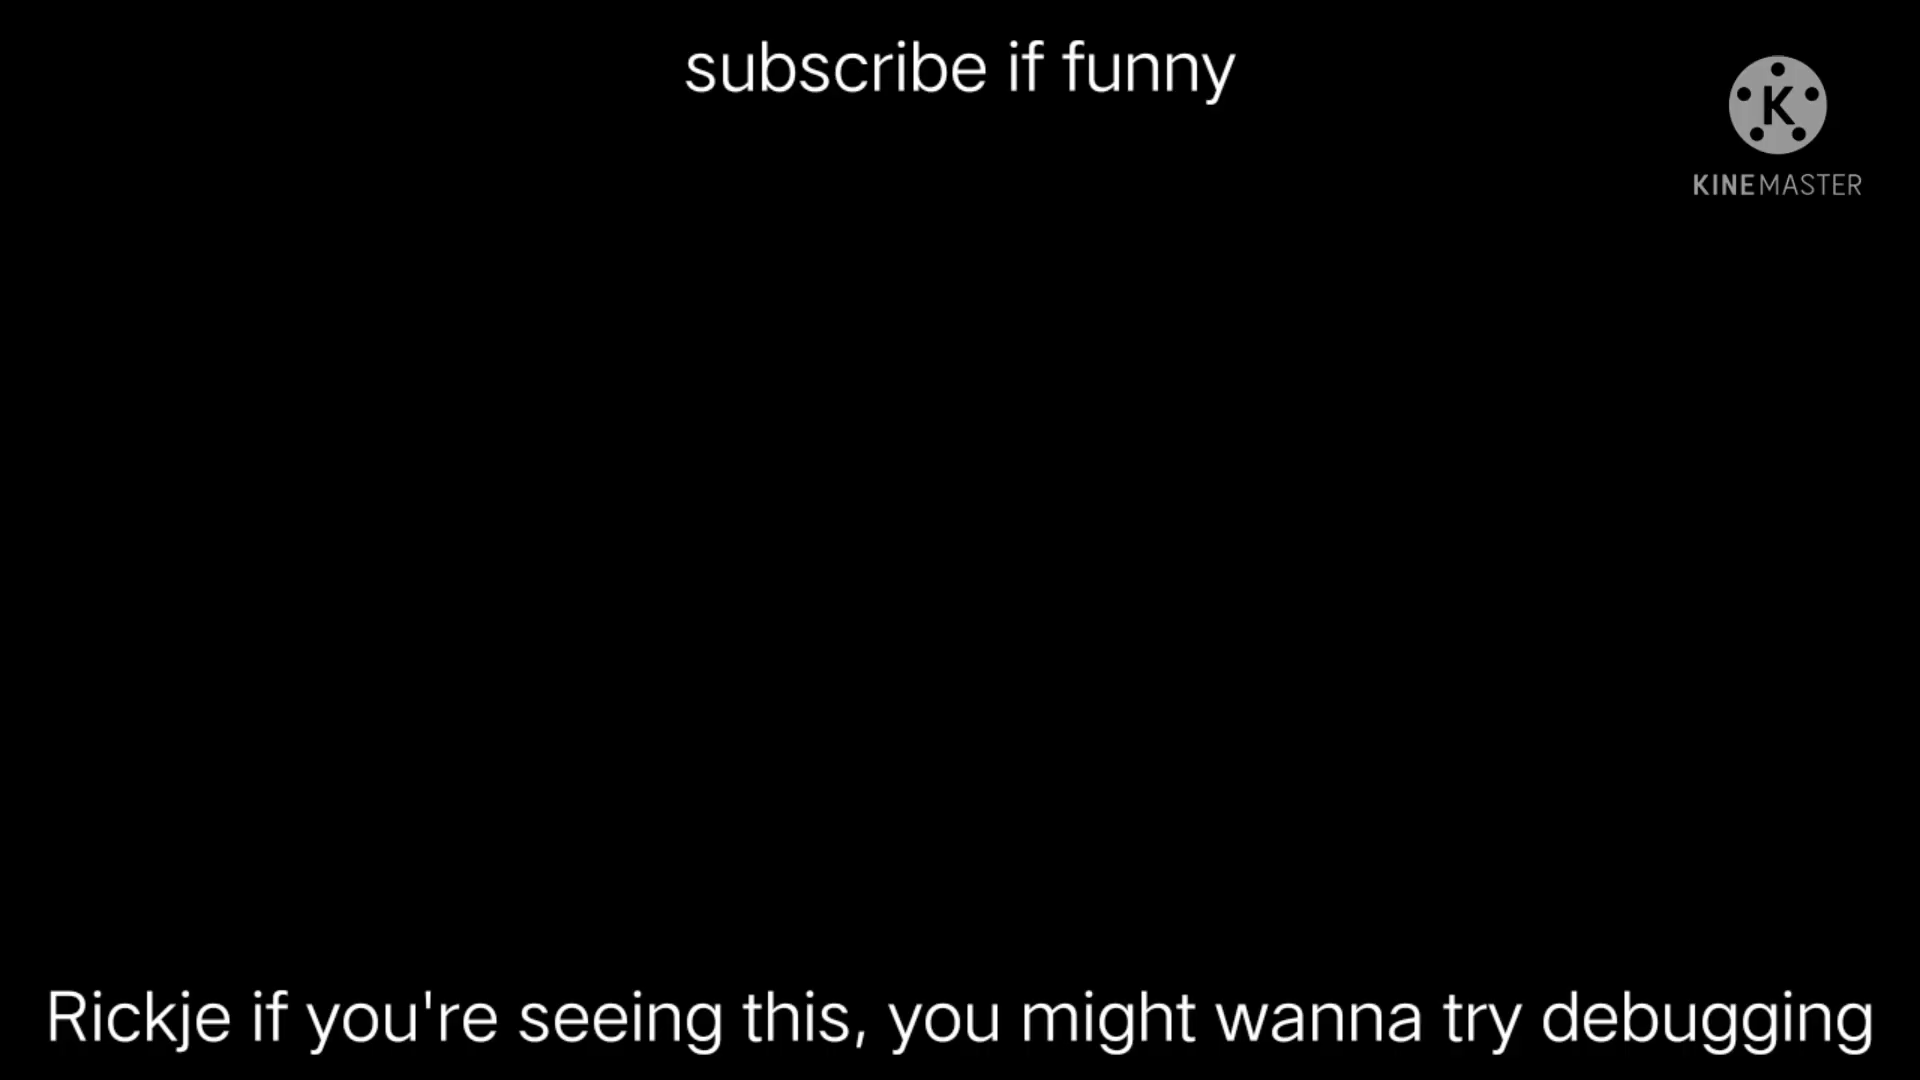 subscribe if funny
K
KINEMASTER
Rickje if you're seeing this, you might wanna try debugging